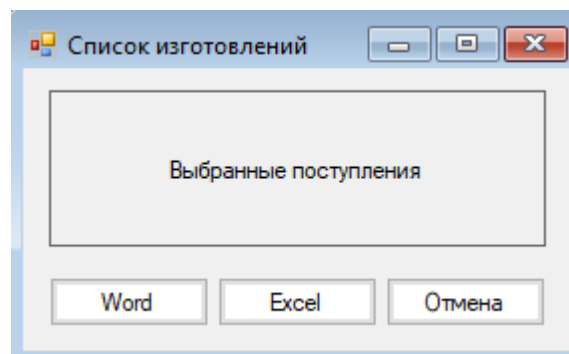 Список изготовлений
Выбранные поступления
Word Excel Отмена